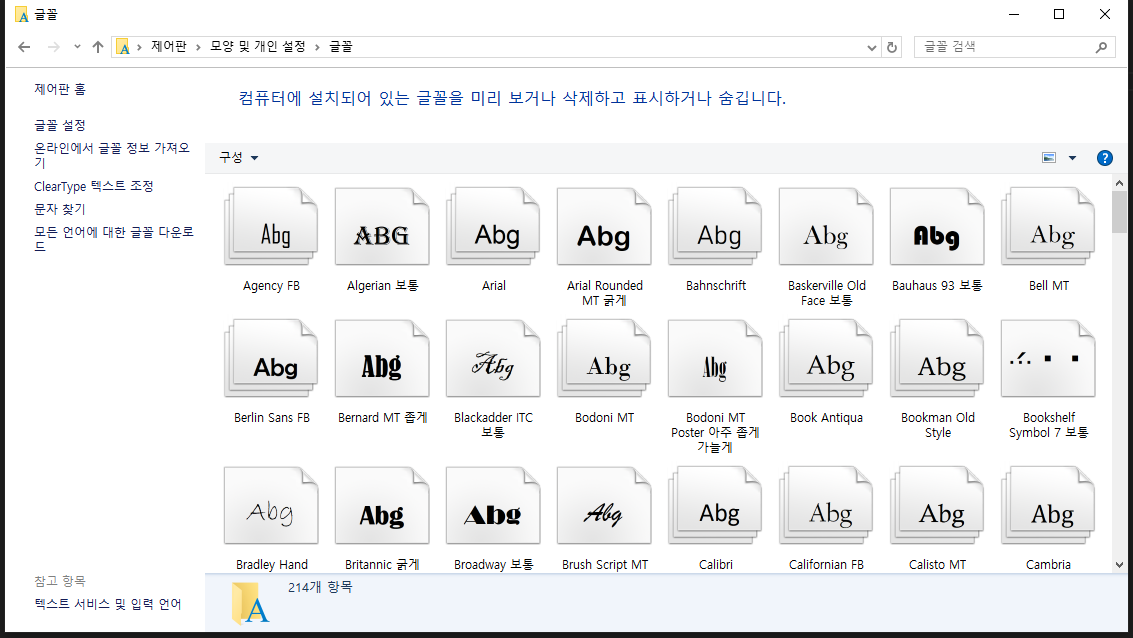 글꼴
제어판 > 모양 및 개인 설정 > 글꼴
글꼴 검색
제어판 홈
글꼴 설정
온라인에서 글꼴 정보 가져오
기
ClearType 텍스트 조정
문자 찾기
모든 언어에 대한 글꼴 다운로
드
참고 항목
텍스트 서비스 및 입력 언어
컴퓨터에 설치되어 있는 글꼴을 미리 보거나 삭제하고 표시하거나 숨깁니다.
구성
?
Abg ABG Abg Abg Abg Abg Abg Abg
Agency FB
Algerian 보통
Arial
Arial Rounded
MT 굵게
Bahnschrift
Baskerville Old
Face 보통
Bauhaus 93 보통
Bell MT
Abg Abg Abg Abg Abg Abg Abg
Berlin Sans FB
Bernard MT 좁게
Blackadder ITC
보통
Bodoni MT
Bodoni MT
Poster 아주 좁게
가늘게
Book Antiqua
Bookman Old
Style
Bookshelf
Symbol 7 보통
Abg Abg Abg Abg Abg Abg Abg Abg
Bradley Hand
Britannic 굵게
Broadway 보통
Brush Script MT
Calibri
Californian FB
Calisto MT
Cambria
A
214개 항목